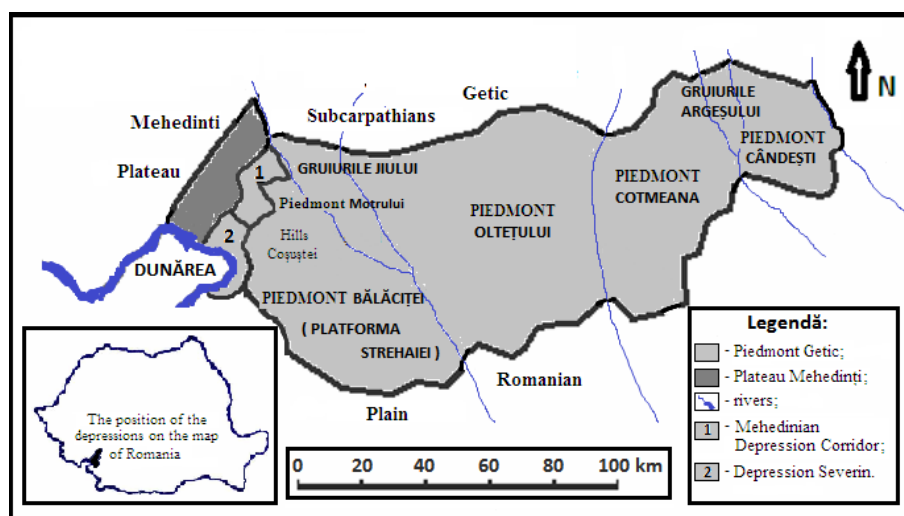 N
Getic
Mehedinti
Subcarpathians
Plateau
GRUIURILE
ARGEȘULUI
PIEDMONT
CÂNDEȘTI
1
GRUIURILE JIULUI
PIEDMONT
COTMEANA
Piedmont Motrului
PIEDMONT
OLTEȚULUI
2
Hills
Coșuștei
DUNĂREA
PIEDMONT BĂLĂCIȚEI
( PLATFORMA
STREHAIEI )
Romanian
Plain
The position of the
depressions on the map
of Romania
0 20 40 60 80 100 km
Legendă:
- Piedmont Getic;
- Plateau Mehedinți;
- rivers;
1 - Mehedinian
Depression Corridor;
2 - Depression Severin.